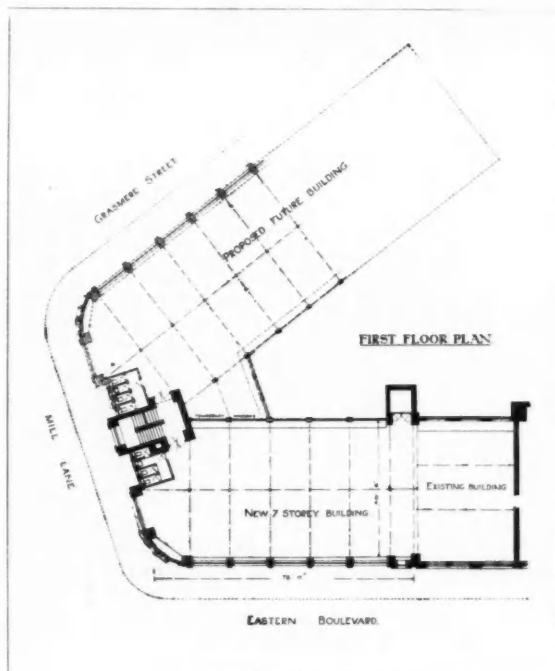 GRASMERE STREET
PROPOSED FUTURE BUILDING
FIRST FLOOR PLAN
MILL LANE
EXISTING BUILDING
NEW 7 STOREY BUILDING
EASTERN BOULEVARD.